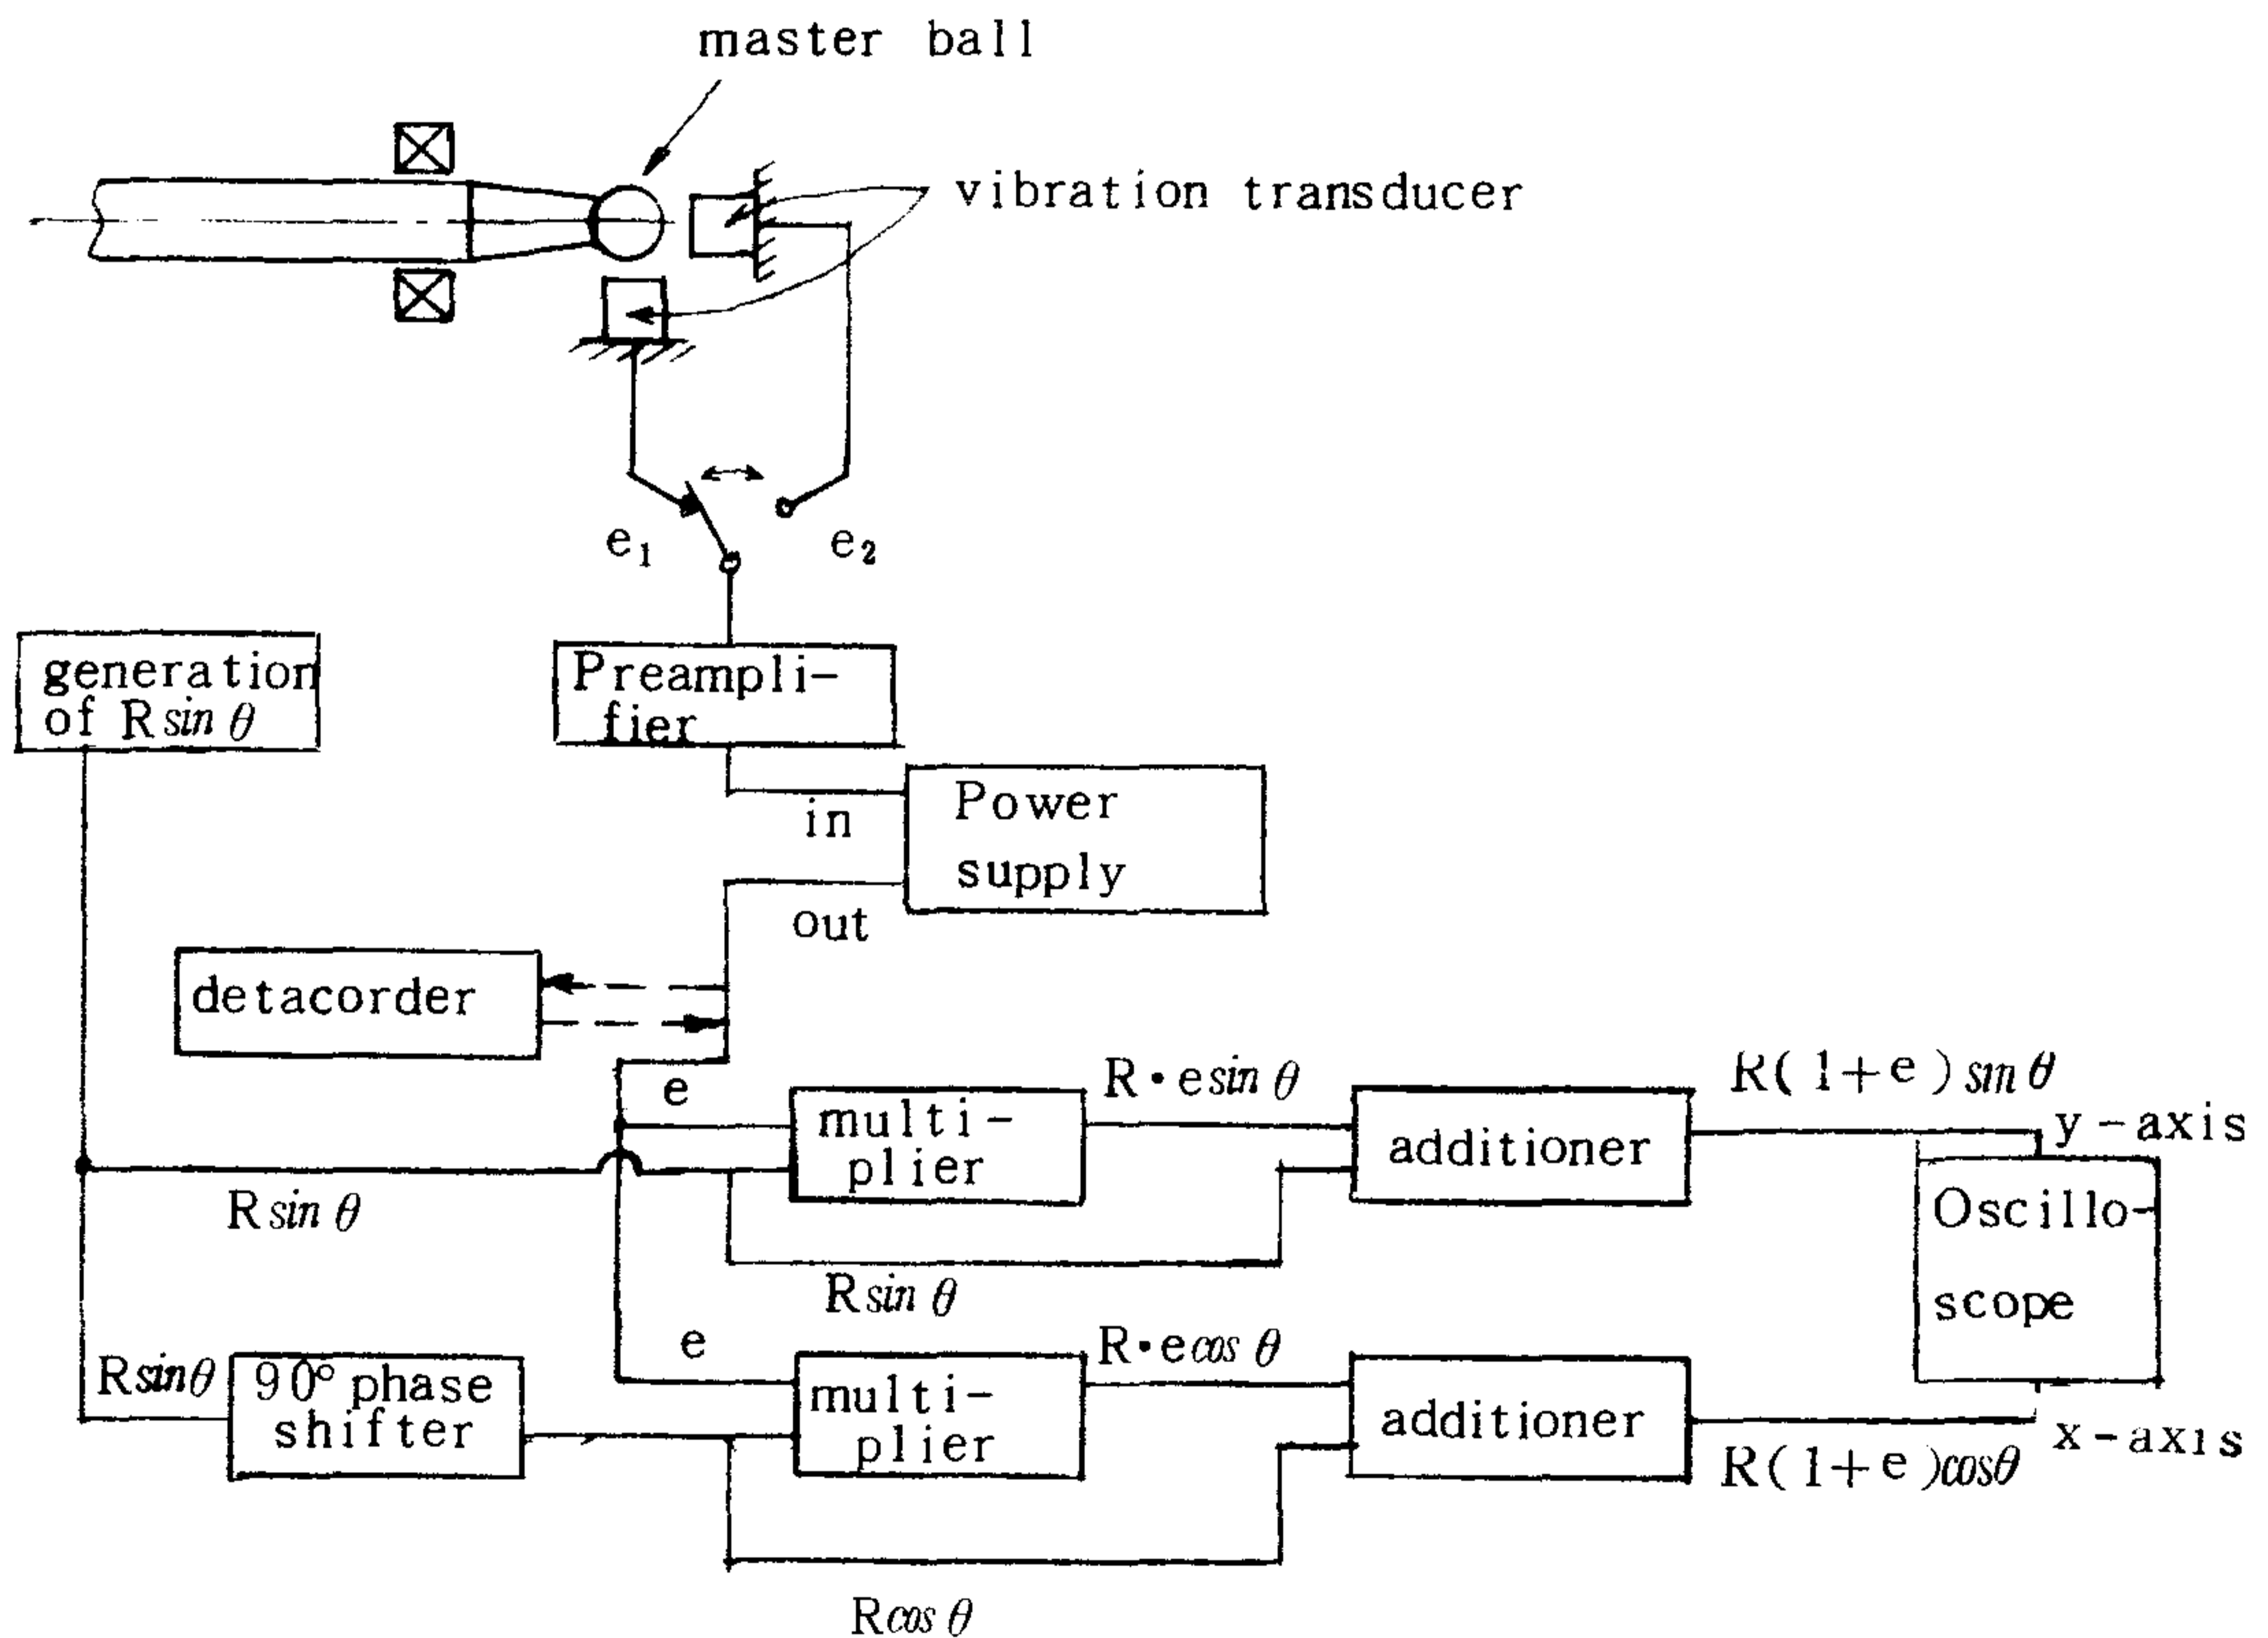 master ball
vibration transducer
e₁
e₂
generation
of R sin θ
Preampli-
fier
in
Power
supply
out
detacorder
e
multi-
plier
R・e sin θ
additioner
R(1+e) sin θ
y-axis
R sin θ
R sin θ
Oscillo-
scope
e
R sin θ
90° phase
shifter
multi-
plier
R・e cos θ
additioner
R(1+e) cos θ
x-axis
R cos θ